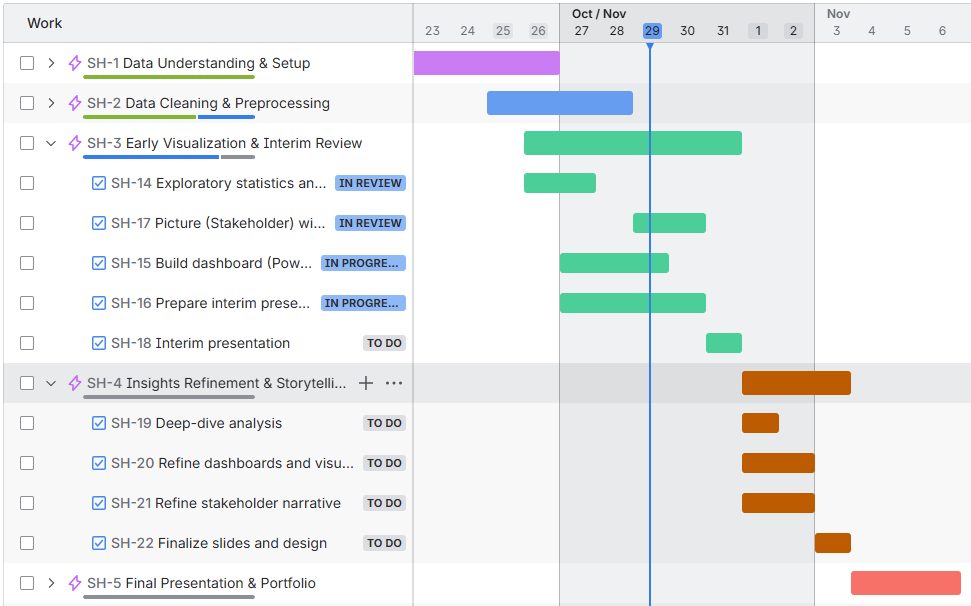 Work
Oct / Nov
Nov
23 24 25 26 27 28 29 30 31 1 2 3 4 5 6
SH-1 Data Understanding & Setup
SH-2 Data Cleaning & Preprocessing
SH-3 Early Visualization & Interim Review
SH-14 Exploratory statistics an... IN REVIEW
SH-17 Picture (Stakeholder) wi... IN REVIEW
SH-15 Build dashboard (Pow... IN PROGRE...
SH-16 Prepare interim prese... IN PROGRE...
SH-18 Interim presentation TO DO
SH-4 Insights Refinement & Storytelli...
SH-19 Deep-dive analysis TO DO
SH-20 Refine dashboards and visu... TO DO
SH-21 Refine stakeholder narrative TO DO
SH-22 Finalize slides and design TO DO
SH-5 Final Presentation & Portfolio